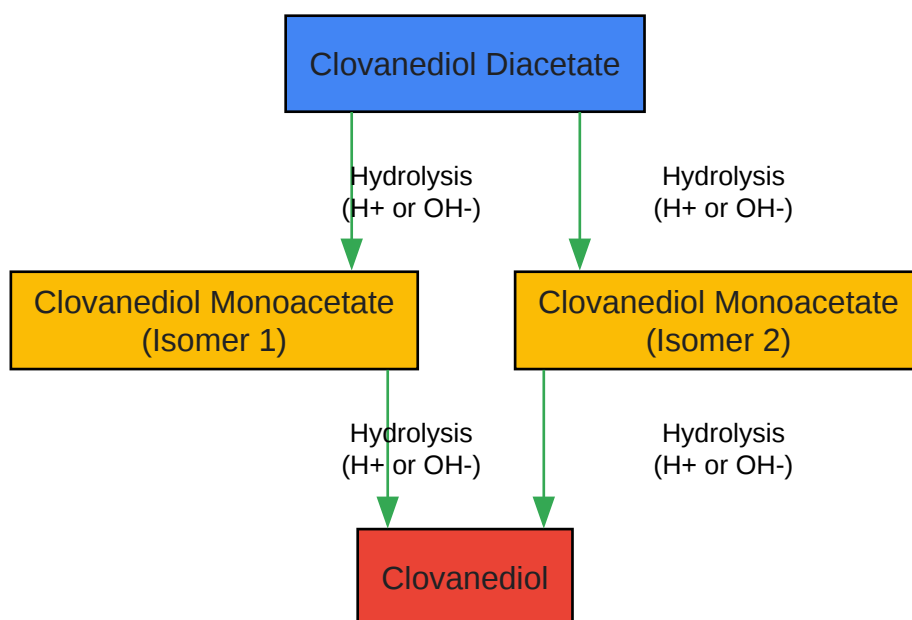 Clovanediol Diacetate
Hydrolysis
(H+ or OH-)
Hydrolysis
(H+ or OH-)
Clovanediol Monoacetate
(Isomer 1)
Clovanediol Monoacetate
(Isomer 2)
Hydrolysis
(H+ or OH-)
Hydrolysis
(H+ or OH-)
Clovanediol